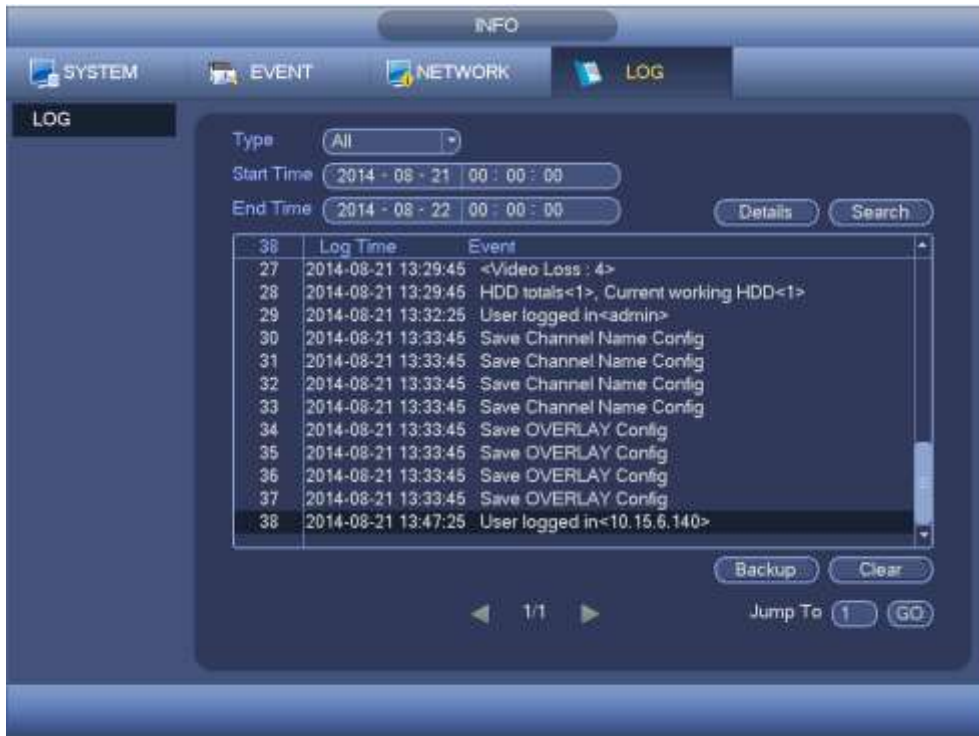 INFO
SYSTEM EVENT NETWORK LOG
LOG
Type All
Start Time 2014 - 08 - 21 00 : 00 : 00
End Time 2014 - 08 - 22 00 : 00 : 00 Details Search
38 Log Time Event
27 2014-08-21 13:29:45 <Video Loss : 4>
28 2014-08-21 13:29:45 HDD totals<1>, Current working HDD<1>
29 2014-08-21 13:32:25 User logged in<admin>
30 2014-08-21 13:33:45 Save Channel Name Config
31 2014-08-21 13:33:45 Save Channel Name Config
32 2014-08-21 13:33:45 Save Channel Name Config
33 2014-08-21 13:33:45 Save Channel Name Config
34 2014-08-21 13:33:45 Save OVERLAY Config
35 2014-08-21 13:33:45 Save OVERLAY Config
36 2014-08-21 13:33:45 Save OVERLAY Config
37 2014-08-21 13:33:45 Save OVERLAY Config
38 2014-08-21 13:47:25 User logged in<10.15.6.140>
Backup Clear
1/1 Jump To 1 GO